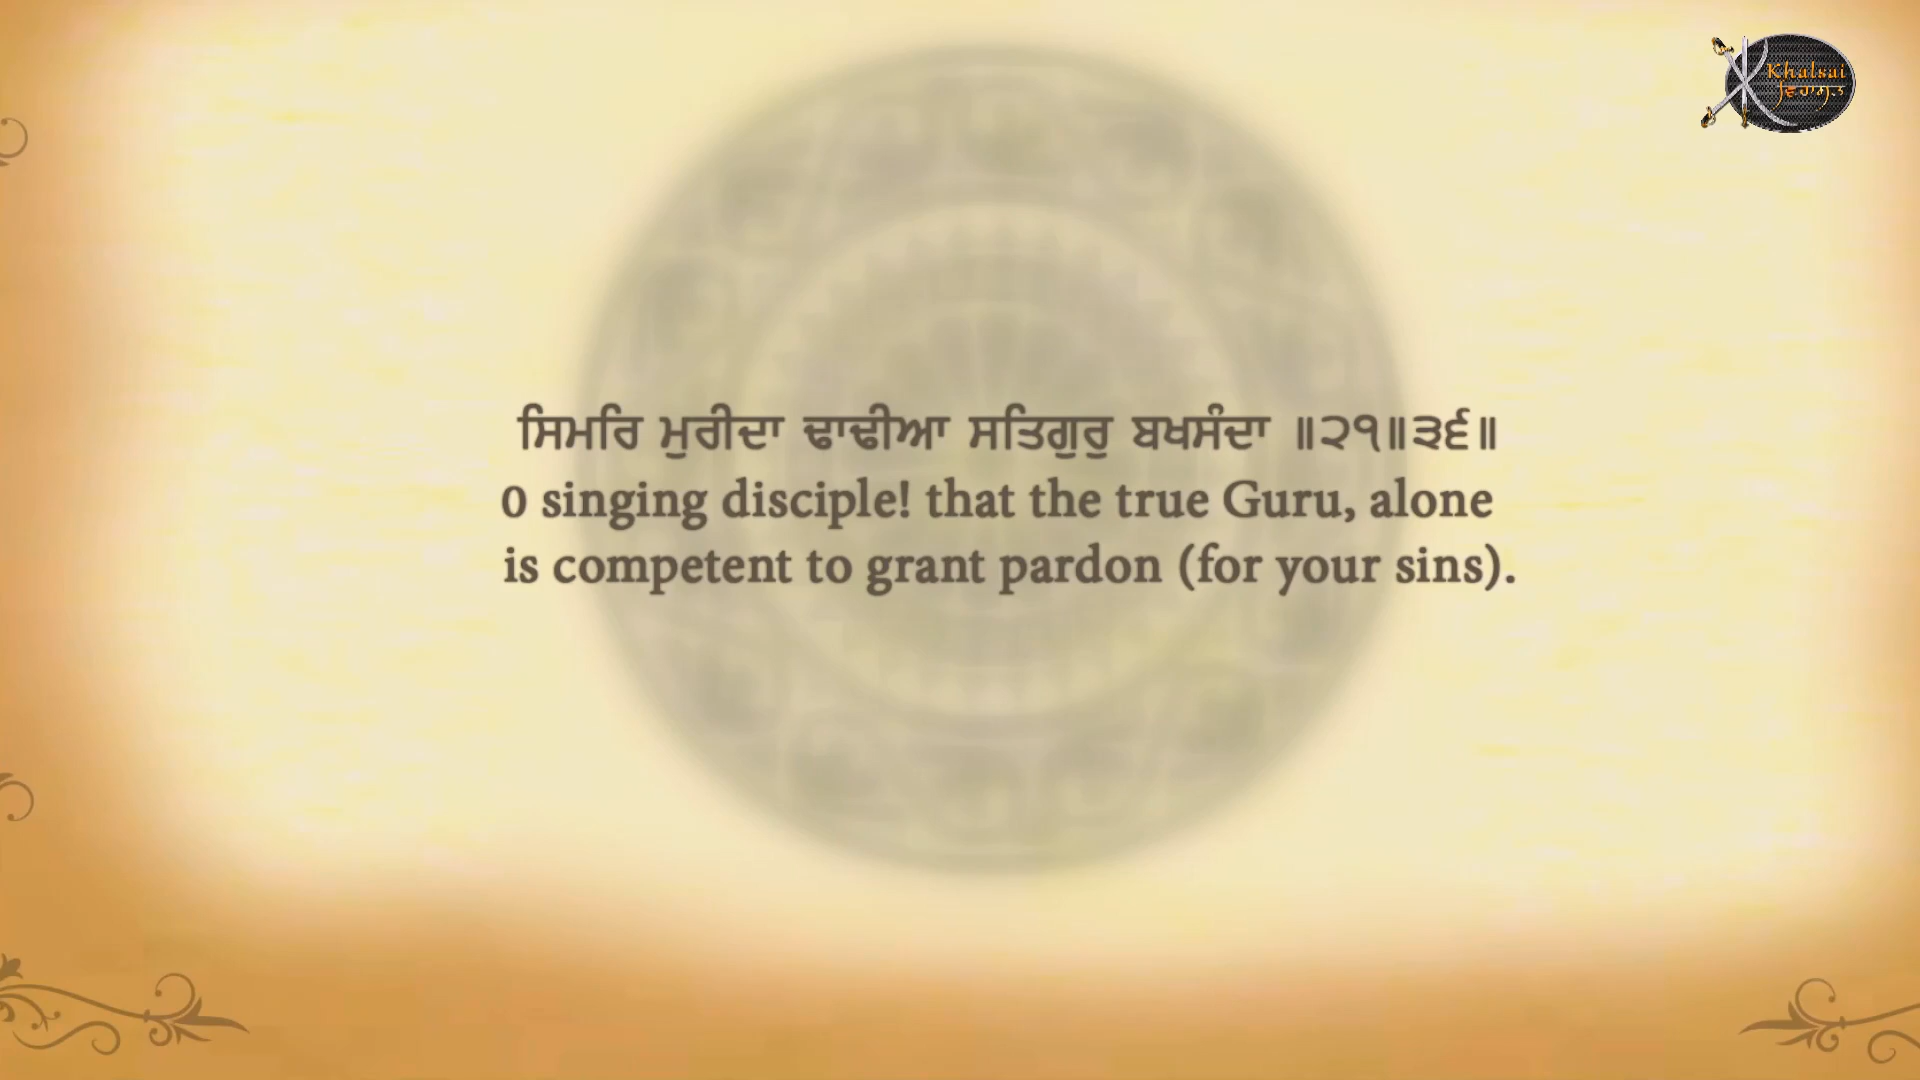 Khalsai
ਵਿਰਾਸਤ
ਸਿਮਰਿ ਮੁਰੀਦਾ ਢਾਢੀਆ ਸਤਿਗੁਰੁ ਬਖਸੰਦਾ ॥੨੧॥੩੬॥
0 singing disciple! that the true Guru, alone
is competent to grant pardon (for your sins).